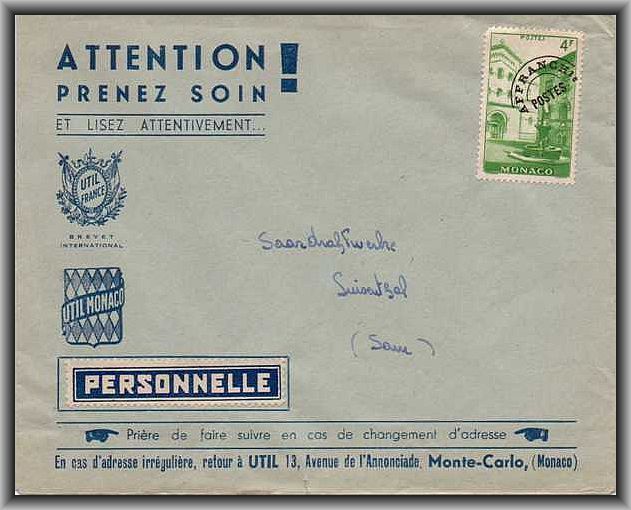 ATTENTION!
PRENEZ SOIN
ET LISEZ ATTENTIVEMENT...
POSTES 4F
AFFRANCHts
POSTES
MONACO
UTIL
FRANCE
BREVET
INTERNATIONAL
UTIL MONACO
Saardrahtwerke
(Saar)
PERSONNELLE
Prière de faire suivre en cas de changement d'adresse
En cas d'adresse irrégulière, retour à UTIL 13, Avenue de l'Annonciade, Monte-Carlo, (Monaco)